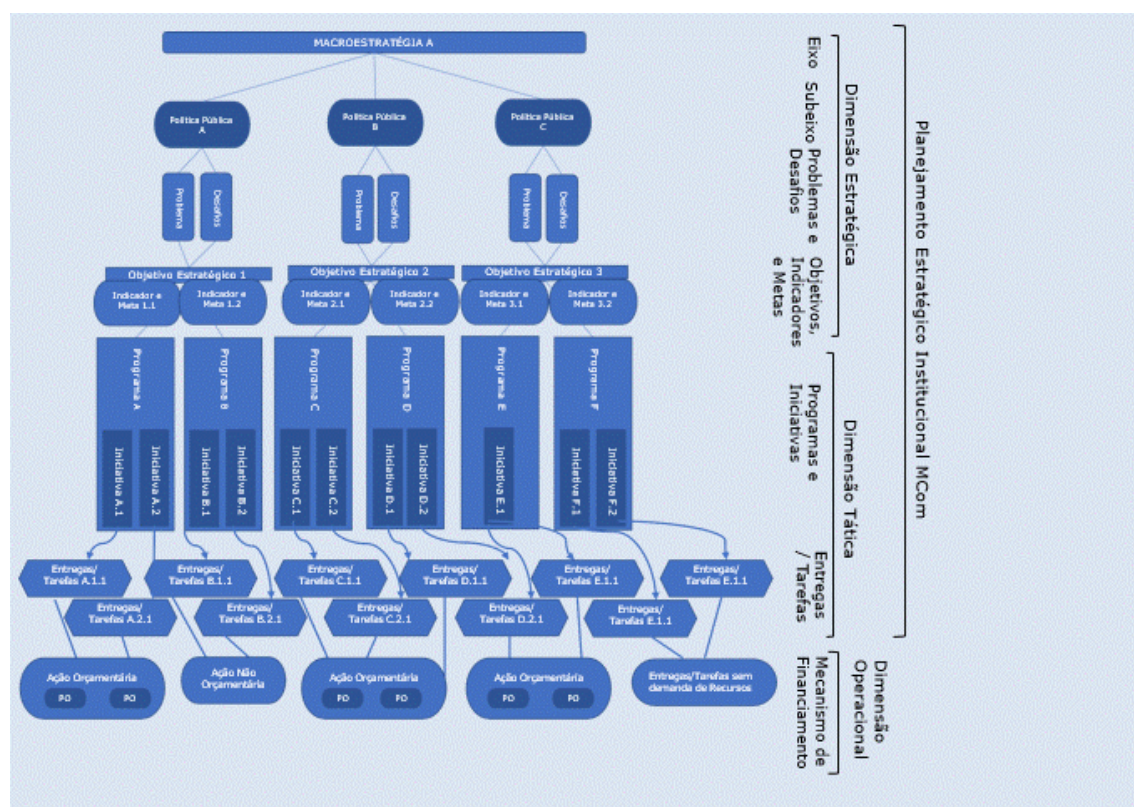 MACROESTRATÉGIA A
Política Pública
A
Política Pública
B
Política Pública
C
Problema
Desafios
Problema
Desafios
Problema
Desafios
Objetivo Estratégico 1
Objetivo Estratégico 2
Objetivo Estratégico 3
Indicador e
Meta 1.1
Indicador e
Meta 1.2
Indicador e
Meta 2.1
Indicador e
Meta 2.2
Indicador e
Meta 3.1
Indicador e
Meta 3.2
Programa A
Programa B
Programa C
Programa D
Programa E
Programa F
Iniciativa A.1
Iniciativa A.2
Iniciativa B.1
Iniciativa B.2
Iniciativa C.1
Iniciativa C.2
Iniciativa D.1
Iniciativa D.2
Iniciativa E.1
Iniciativa F.1
Iniciativa F.2
Entregas/
Tarefas A.1.1
Entregas/
Tarefas B.1.1
Entregas/
Tarefas C.1.1
Entregas/
Tarefas D.1.1
Entregas/
Tarefas E.1.1
Entregas/
Tarefas E.1.1
Entregas/
Tarefas A.2.1
Entregas/
Tarefas B.2.1
Entregas/
Tarefas C.2.1
Entregas/
Tarefas D.2.1
Entregas/
Tarefas E.1.1
Ação Orçamentária
PO
PO
Ação Não
Orçamentária
Ação Orçamentária
PO
PO
Ação Orçamentária
PO
PO
Entregas/Tarefas sem
demanda de Recursos
Eixo
Subeixo
Problemas e
Desafios
Objetivos,
Indicadores
e Metas
Programas e
Iniciativas
Entregas
/ Tarefas
Mecanismo de
Financiamento
Dimensão Estratégica
Dimensão Tática
Dimensão
Operacional
Planejamento Estratégico Institucional MCom